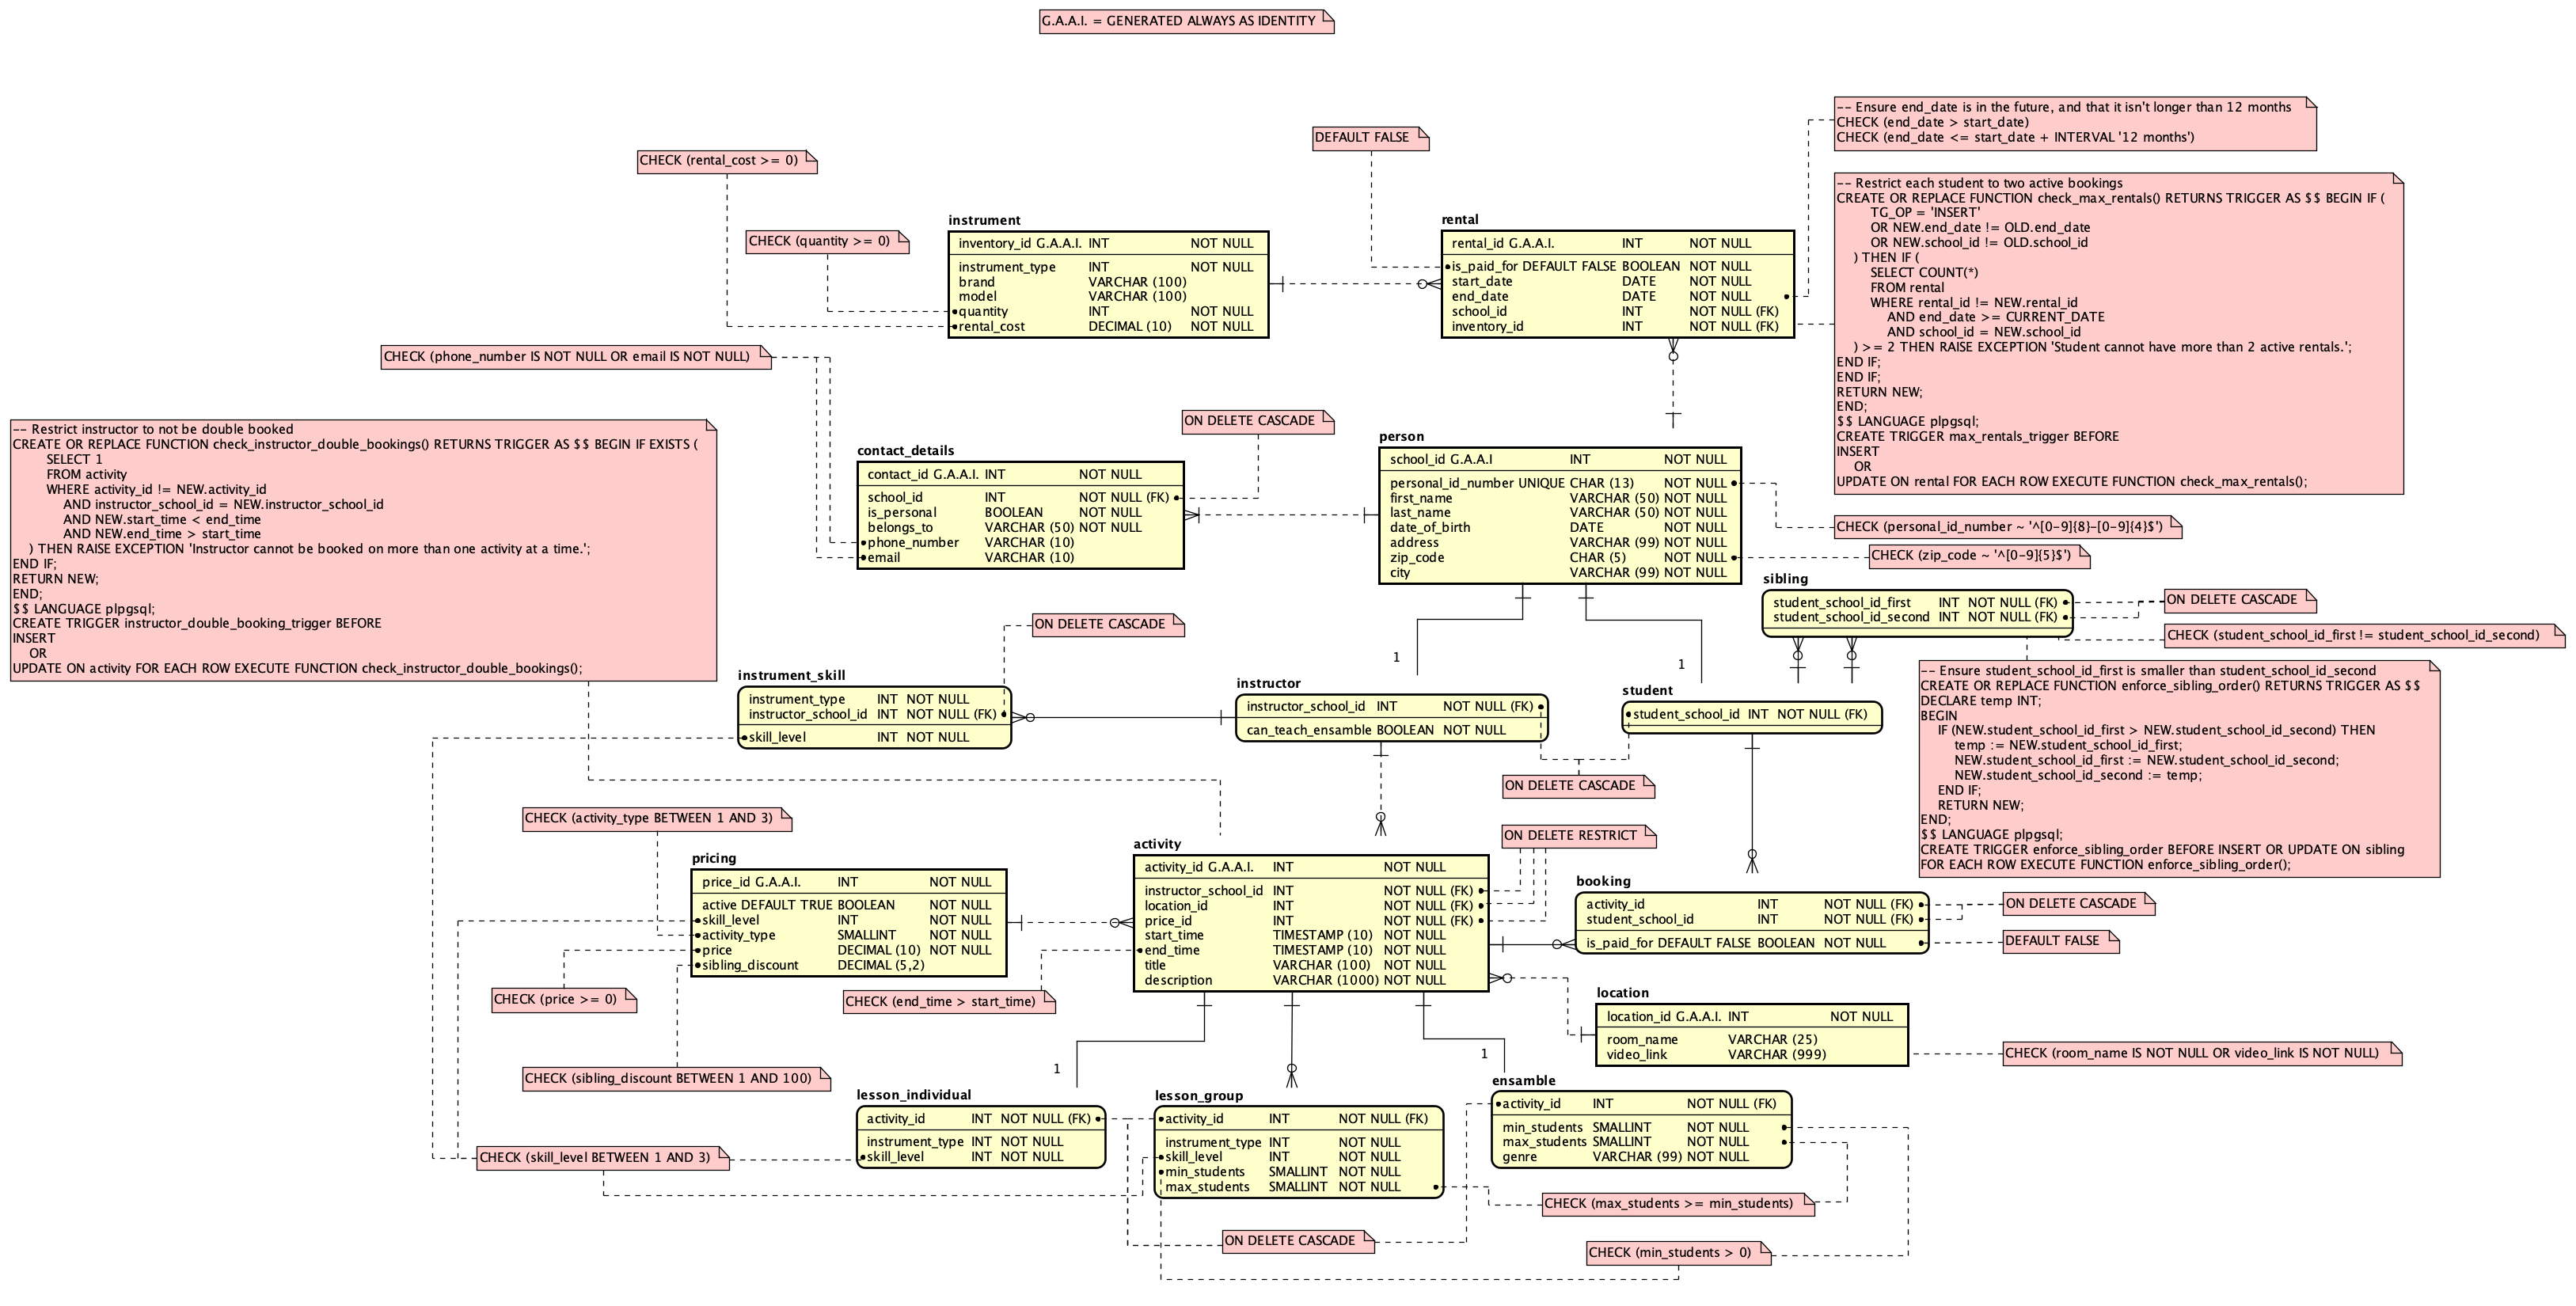 G.A.A.I. = GENERATED ALWAYS AS IDENTITY
-- Ensure end_date is in the future, and that it isn't longer than 12 months
CHECK (end_date > start_date)
CHECK (end_date <= start_date + INTERVAL '12 months')
DEFAULT FALSE
CHECK (rental_cost >= 0)
CHECK (quantity >= 0)
instrument
inventory_id G.A.A.I. INT NOT NULL
instrument_type INT NOT NULL
brand VARCHAR (100)
model VARCHAR (100)
quantity INT NOT NULL
rental_cost DECIMAL (10) NOT NULL
rental
rental_id G.A.A.I. INT NOT NULL
is_paid_for DEFAULT FALSE BOOLEAN NOT NULL
start_date DATE NOT NULL
end_date DATE NOT NULL
school_id INT NOT NULL (FK)
inventory_id INT NOT NULL (FK)
-- Restrict each student to two active bookings
CREATE OR REPLACE FUNCTION check_max_rentals() RETURNS TRIGGER AS $$ BEGIN IF (
TG_OP = 'INSERT'
OR NEW.end_date != OLD.end_date
OR NEW.school_id != OLD.school_id
) THEN IF (
SELECT COUNT(*)
FROM rental
WHERE rental_id != NEW.rental_id
AND end_date >= CURRENT_DATE
AND school_id = NEW.school_id
) >= 2 THEN RAISE EXCEPTION 'Student cannot have more than 2 active rentals.';
END IF;
END IF;
RETURN NEW;
END;
$$ LANGUAGE plpgsql;
CREATE TRIGGER max_rentals_trigger BEFORE
INSERT
OR
UPDATE ON rental FOR EACH ROW EXECUTE FUNCTION check_max_rentals();
CHECK (phone_number IS NOT NULL OR email IS NOT NULL)
-- Restrict instructor to not be double booked
CREATE OR REPLACE FUNCTION check_instructor_double_bookings() RETURNS TRIGGER AS $$ BEGIN IF EXISTS (
SELECT 1
FROM activity
WHERE activity_id != NEW.activity_id
AND instructor_school_id = NEW.instructor_school_id
AND NEW.start_time < end_time
AND NEW.end_time > start_time
) THEN RAISE EXCEPTION 'Instructor cannot be booked on more than one activity at a time.';
END IF;
RETURN NEW;
END;
$$ LANGUAGE plpgsql;
CREATE TRIGGER instructor_double_booking_trigger BEFORE
INSERT
OR
UPDATE ON activity FOR EACH ROW EXECUTE FUNCTION check_instructor_double_bookings();
ON DELETE CASCADE
contact_details
contact_id G.A.A.I. INT NOT NULL
school_id INT NOT NULL (FK)
is_personal BOOLEAN NOT NULL
belongs_to VARCHAR (50) NOT NULL
phone_number VARCHAR (10)
email VARCHAR (10)
person
school_id G.A.A.I INT NOT NULL
personal_id_number UNIQUE CHAR (13) NOT NULL
first_name VARCHAR (50) NOT NULL
last_name VARCHAR (50) NOT NULL
date_of_birth DATE NOT NULL
address VARCHAR (99) NOT NULL
zip_code CHAR (5) NOT NULL
city VARCHAR (99) NOT NULL
CHECK (personal_id_number ~ '^[0-9]{8}-[0-9]{4}$')
CHECK (zip_code ~ '^[0-9]{5}$')
sibling
student_school_id_first INT NOT NULL (FK)
student_school_id_second INT NOT NULL (FK)
ON DELETE CASCADE
CHECK (student_school_id_first != student_school_id_second)
-- Ensure student_school_id_first is smaller than student_school_id_second
CREATE OR REPLACE FUNCTION enforce_sibling_order() RETURNS TRIGGER AS $$
DECLARE temp INT;
BEGIN
IF (NEW.student_school_id_first > NEW.student_school_id_second) THEN
temp := NEW.student_school_id_first;
NEW.student_school_id_first := NEW.student_school_id_second;
NEW.student_school_id_second := temp;
END IF;
RETURN NEW;
END;
$$ LANGUAGE plpgsql;
CREATE TRIGGER enforce_sibling_order BEFORE INSERT OR UPDATE ON sibling
FOR EACH ROW EXECUTE FUNCTION enforce_sibling_order();
ON DELETE CASCADE
instrument_skill
instrument_type INT NOT NULL
instructor_school_id INT NOT NULL (FK)
skill_level INT NOT NULL
1
instructor
instructor_school_id INT NOT NULL (FK)
can_teach_ensamble BOOLEAN NOT NULL
1
student
student_school_id INT NOT NULL (FK)
ON DELETE CASCADE
CHECK (activity_type BETWEEN 1 AND 3)
pricing
price_id G.A.A.I. INT NOT NULL
active DEFAULT TRUE BOOLEAN NOT NULL
skill_level INT NOT NULL
activity_type SMALLINT NOT NULL
price DECIMAL (10) NOT NULL
sibling_discount DECIMAL (5,2)
CHECK (price >= 0)
CHECK (sibling_discount BETWEEN 1 AND 100)
CHECK (end_time > start_time)
ON DELETE RESTRICT
activity
activity_id G.A.A.I. INT NOT NULL
instructor_school_id INT NOT NULL (FK)
location_id INT NOT NULL (FK)
price_id INT NOT NULL (FK)
start_time TIMESTAMP (10) NOT NULL
end_time TIMESTAMP (10) NOT NULL
title VARCHAR (100) NOT NULL
description VARCHAR (1000) NOT NULL
booking
activity_id INT NOT NULL (FK)
student_school_id INT NOT NULL (FK)
is_paid_for DEFAULT FALSE BOOLEAN NOT NULL
ON DELETE CASCADE
DEFAULT FALSE
location
location_id G.A.A.I. INT NOT NULL
room_name VARCHAR (25)
video_link VARCHAR (999)
CHECK (room_name IS NOT NULL OR video_link IS NOT NULL)
1
lesson_individual
activity_id INT NOT NULL (FK)
instrument_type INT NOT NULL
skill_level INT NOT NULL
CHECK (skill_level BETWEEN 1 AND 3)
lesson_group
activity_id INT NOT NULL (FK)
instrument_type INT NOT NULL
skill_level INT NOT NULL
min_students SMALLINT NOT NULL
max_students SMALLINT NOT NULL
1
ensamble
activity_id INT NOT NULL (FK)
min_students SMALLINT NOT NULL
max_students SMALLINT NOT NULL
genre VARCHAR (99) NOT NULL
CHECK (max_students >= min_students)
ON DELETE CASCADE
CHECK (min_students > 0)